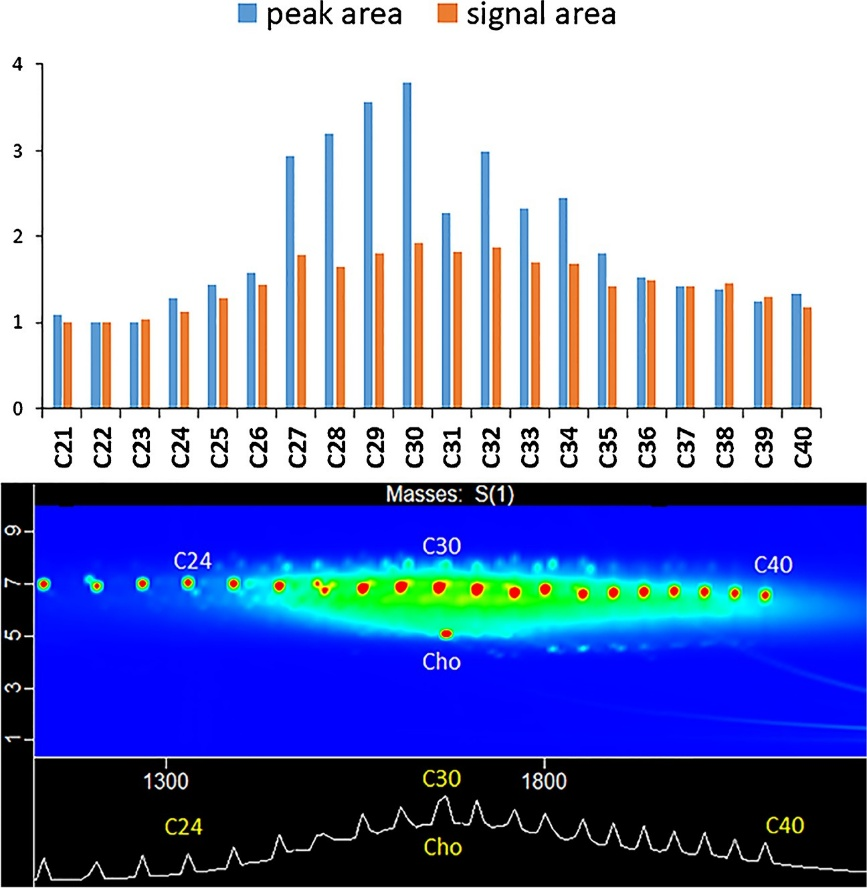 peak area signal area
4
3
2
1
0
C21 C22 C23 C24 C25 C26 C27 C28 C29 C30 C31 C32 C33 C34 C35 C36 C37 C38 C39 C40
Masses: S(1)
9
C30
C24
C40
7
5
Cho
3
1
1300 1800
C30
C24
C40
Cho